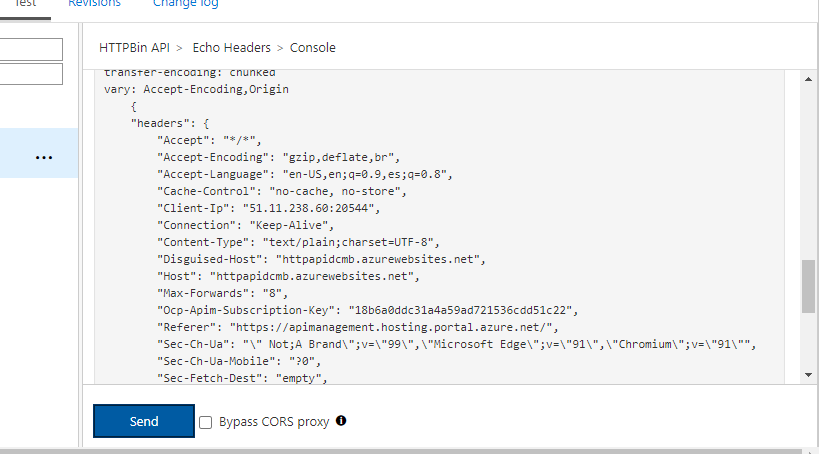 Test Revisions Change log
HTTPBin API > Echo Headers > Console
transfer-encoding: chunked
vary: Accept-Encoding,Origin
{
"headers": {
"Accept": "*/*",
"Accept-Encoding": "gzip,deflate,br",
"Accept-Language": "en-US,en;q=0.9,es;q=0.8",
"Cache-Control": "no-cache, no-store",
"Client-Ip": "51.11.238.60:20544",
"Connection": "Keep-Alive",
"Content-Type": "text/plain;charset=UTF-8",
"Disguised-Host": "httpapidcmb.azurewebsites.net",
"Host": "httpapidcmb.azurewebsites.net",
"Max-Forwards": "8",
"Ocp-Apim-Subscription-Key": "18b6a0ddc31a4a59ad721536cdd51c22",
"Referer": "https://apimanagement.hosting.portal.azure.net/",
"Sec-Ch-Ua": "\" Not;A Brand\";v=\"99\",\"Microsoft Edge\";v=\"91\",\"Chromium\";v=\"91\"",
"Sec-Ch-Ua-Mobile": "?0",
"Sec-Fetch-Dest": "empty",
Send Bypass CORS proxy